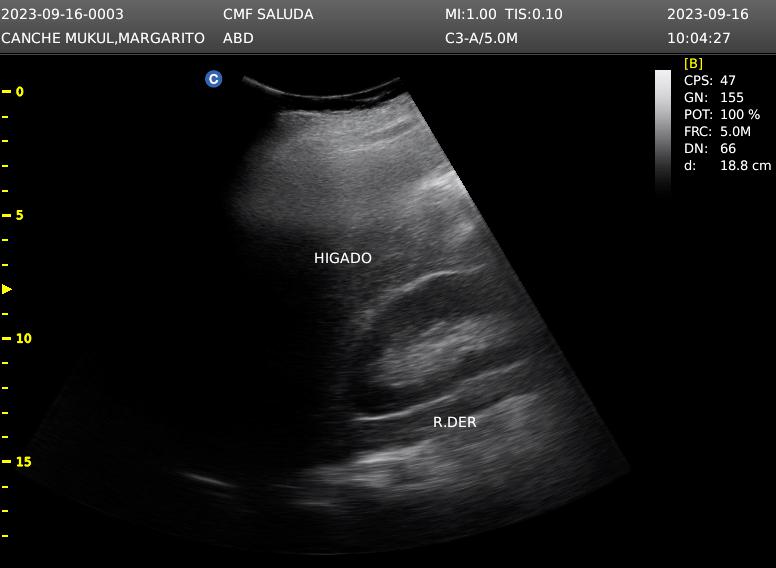 2023-09-16-0003 CMF SALUDA MI:1.00 TIS:0.10 2023-09-16
CANCHE MUKUL,MARGARITO ABD C3-A/5.0M 10:04:27
[B]
CPS: 47
GN: 155
POT: 100 %
FRC: 5.0M
DN: 66
d: 18.8 cm
C
0
5
HIGADO
10
R.DER
15